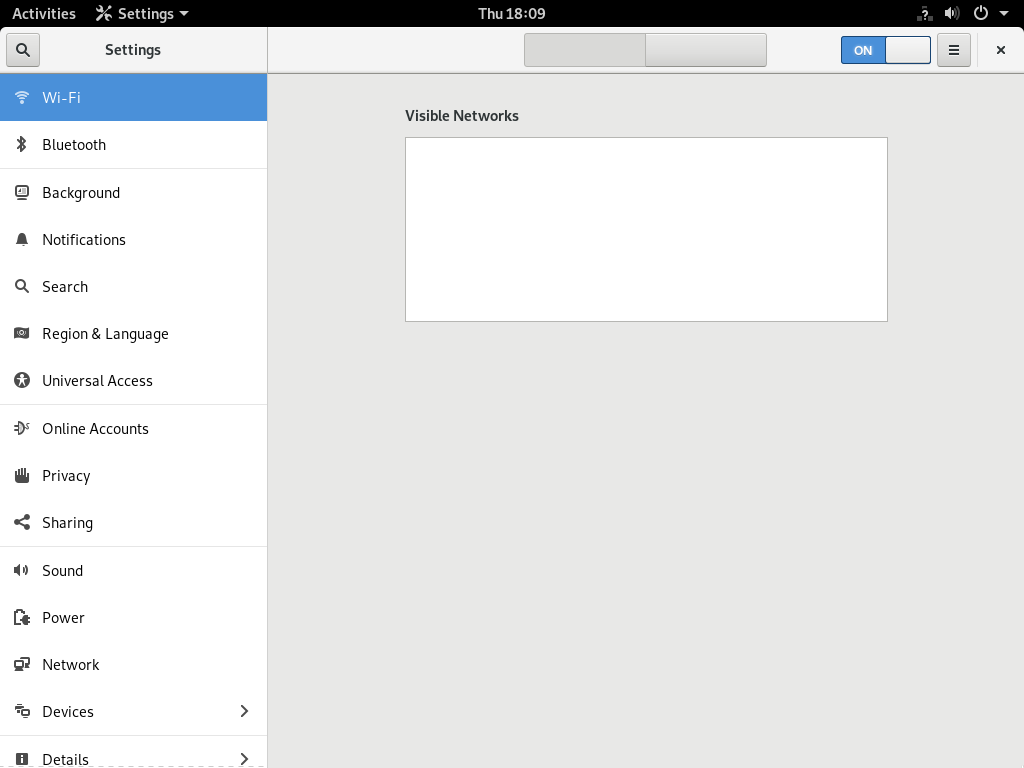 Activities Settings Thu 18:09
Settings ON
Wi-Fi
Visible Networks
Bluetooth
Background
Notifications
Search
Region & Language
Universal Access
Online Accounts
Privacy
Sharing
Sound
Power
Network
Devices
Details